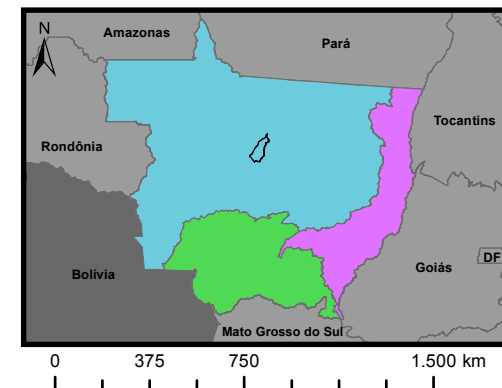 N
Amazonas
Pará
Tocantins
Rondônia
DF
Goiás
Bolívia
Mato Grosso do Sul
0 375 750 1.500 km